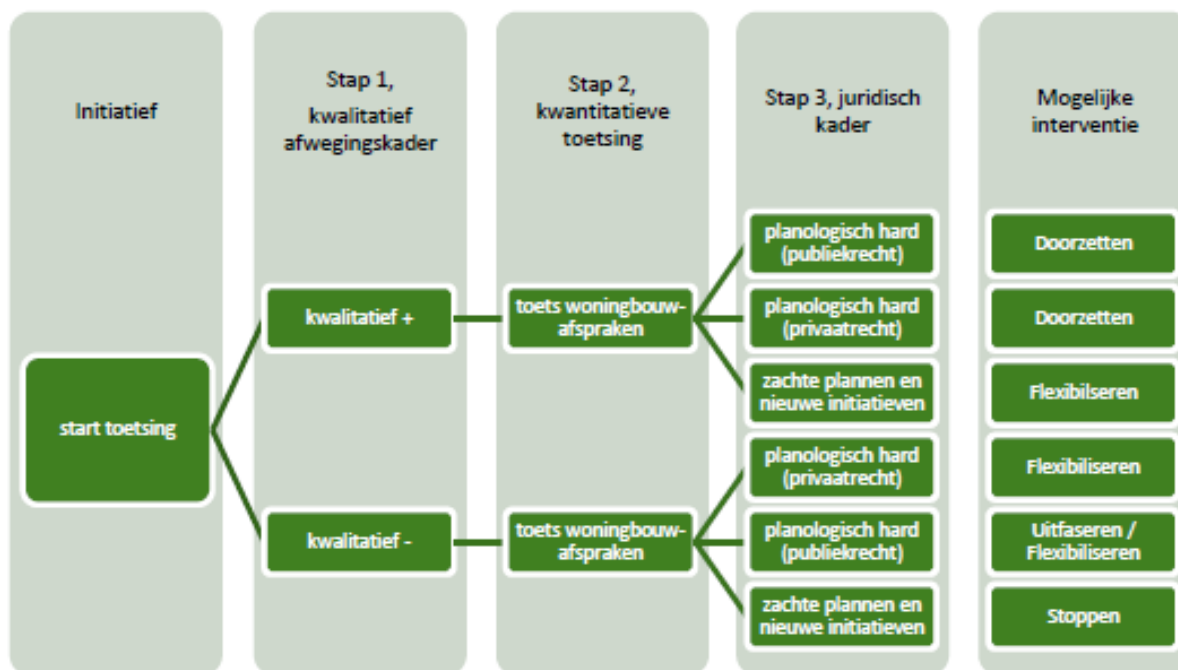 Initiatief
Stap 1,
kwalitatief
afwegingskader
Stap 2,
kwantitatieve
toetsing
Stap 3, juridisch
kader
Mogelijke
interventie
start toetsing
kwalitatief +
toets woningbouw-
afspraken
planologisch hard
(publiekrecht)
Doorzetten
planologisch hard
(privaatrecht)
Doorzetten
zachte plannen en
nieuwe initiatieven
Flexibilseren
kwalitatief -
toets woningbouw-
afspraken
planologisch hard
(privaatrecht)
Flexibiliseren
planologisch hard
(publiekrecht)
Uitfaseren /
Flexibiliseren
zachte plannen en
nieuwe initiatieven
Stoppen